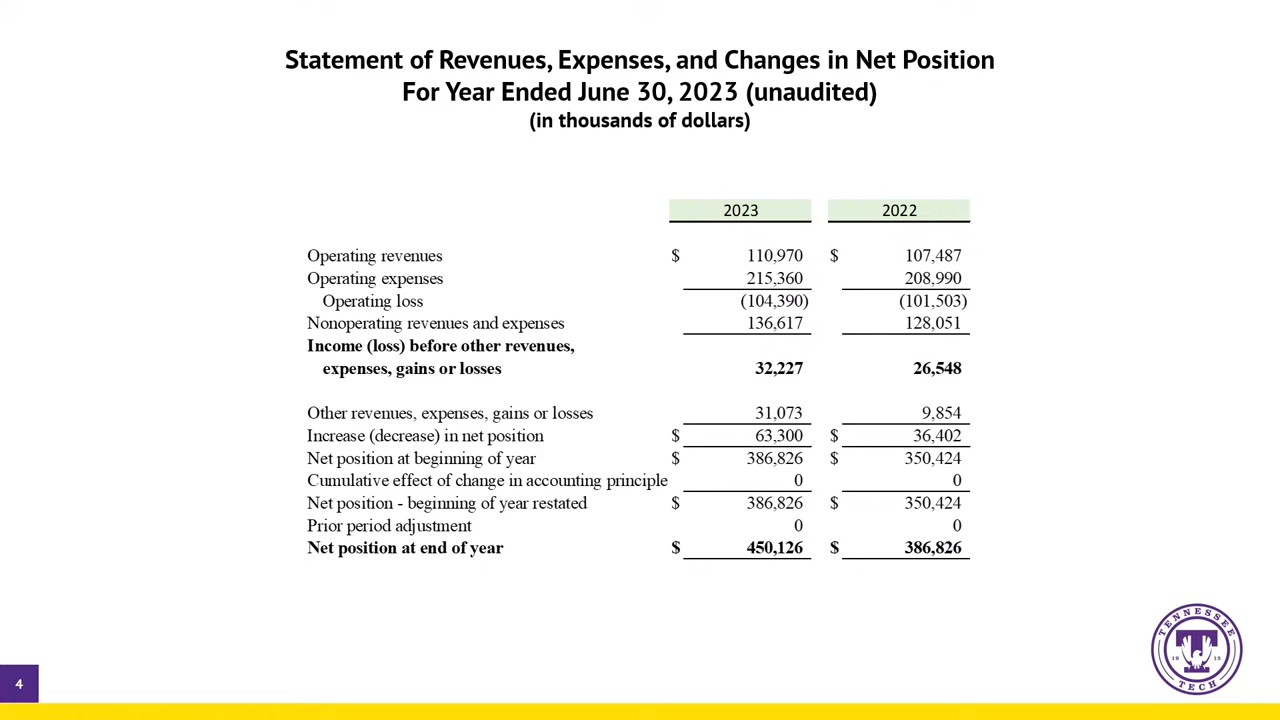 Statement of Revenues, Expenses, and Changes in Net Position
For Year Ended June 30, 2023 (unaudited)
(in thousands of dollars)
2023 2022
Operating revenues $ 110,970 $ 107,487
Operating expenses 215,360 208,990
Operating loss (104,390) (101,503)
Nonoperating revenues and expenses 136,617 128,051
Income (loss) before other revenues,
expenses, gains or losses 32,227 26,548
Other revenues, expenses, gains or losses 31,073 9,854
Increase (decrease) in net position $ 63,300 $ 36,402
Net position at beginning of year $ 386,826 $ 350,424
Cumulative effect of change in accounting principle 0 0
Net position - beginning of year restated $ 386,826 $ 350,424
Prior period adjustment 0 0
Net position at end of year $ 450,126 $ 386,826
TENNESSEE
T
19 15
TECH
4